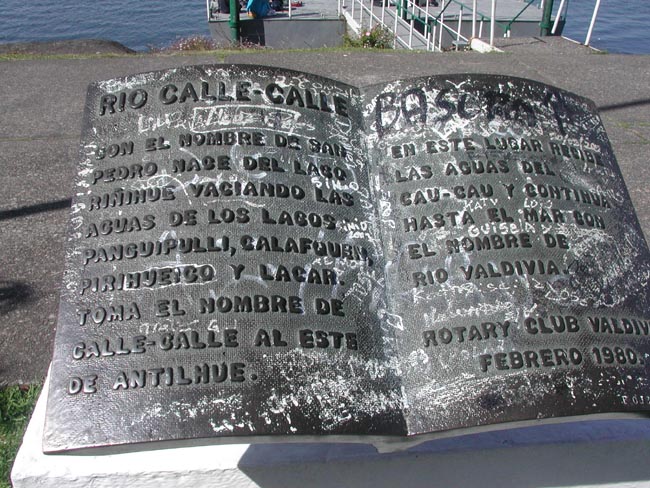 RIO CALLE-CALLE
CON EL NOMBRE DE SAN
PEDRO NACE DEL LAGO
RIÑIHUE VACIANDO LAS
AGUAS DE LOS LAGOS
PANGUIPULLI, CALAFQUEN,
PIRIHUEICO Y LACAR.
TOMA EL NOMBRE DE
CALLE-CALLE AL ESTE
DE ANTILHUE.
EN ESTE LUGAR RECIBE
LAS AGUAS DEL
CAU-CAU Y CONTINUA
HASTA EL MAR CON
EL NOMBRE DE
RIO VALDIVIA.
ROTARY CLUB VALDIVI
FEBRERO 1980.